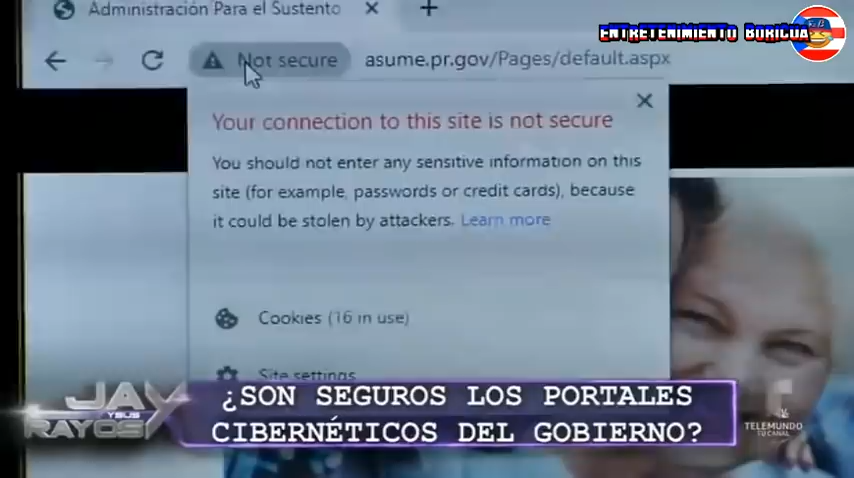 Administración Para el Sustento
ENTRETENIMIENTO BORICUA
Not secure
asume.pr.gov/Pages/default.aspx
Your connection to this site is not secure
You should not enter any sensitive information on this
site (for example, passwords or credit cards), because
it could be stolen by attackers. Learn more
Cookies (16 in use)
Site settings
JAY
Y SUS
RAYOS X
¿SON SEGUROS LOS PORTALES
CIBERNÉTICOS DEL GOBIERNO?
TELEMUNDO
TU CANAL